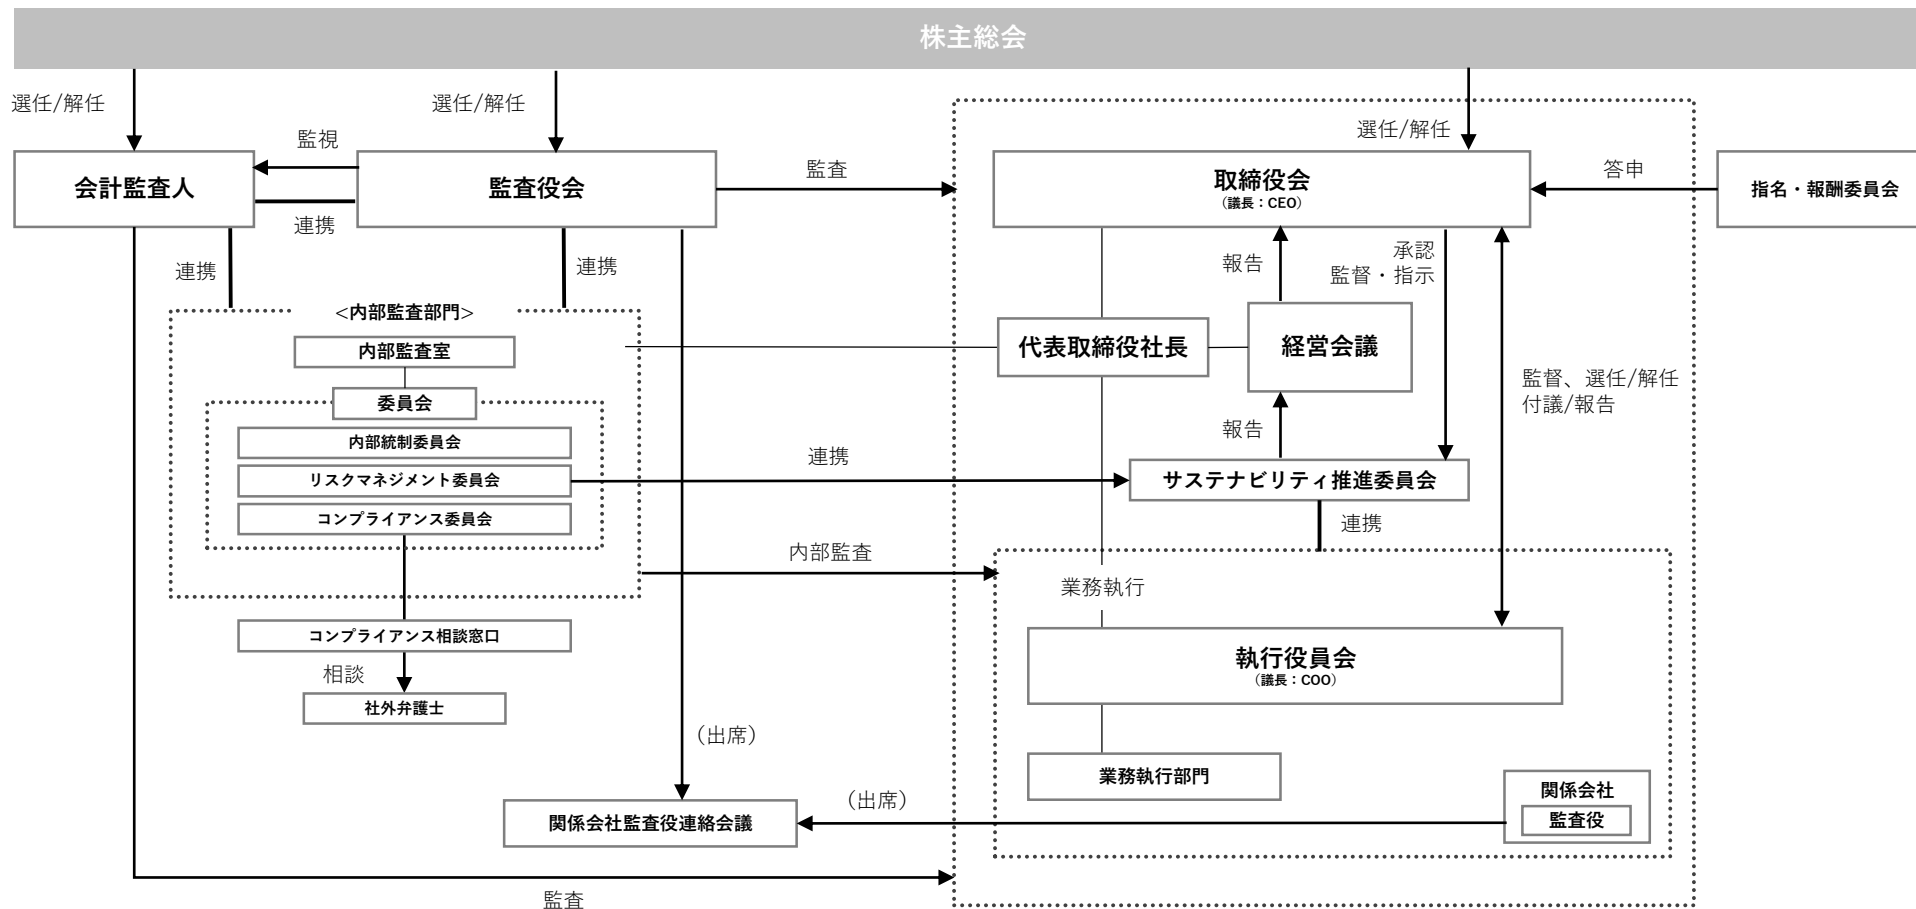 株主総会
選任/解任
選任/解任
選任/解任
監視
会計監査人
監査役会
連携
監査
取締役会
（議長：CEO）
答申
指名・報酬委員会
連携
連携
報告
承認
監督・指示
<内部監査部門>
内部監査室
委員会
内部統制委員会
リスクマネジメント委員会
コンプライアンス委員会
代表取締役社長
経営会議
監督、選任/解任
付議/報告
報告
連携
サステナビリティ推進委員会
連携
内部監査
業務執行
コンプライアンス相談窓口
相談
社外弁護士
執行役員会
（議長：COO）
（出席）
業務執行部門
（出席）
関係会社
監査役
関係会社監査役連絡会議
監査